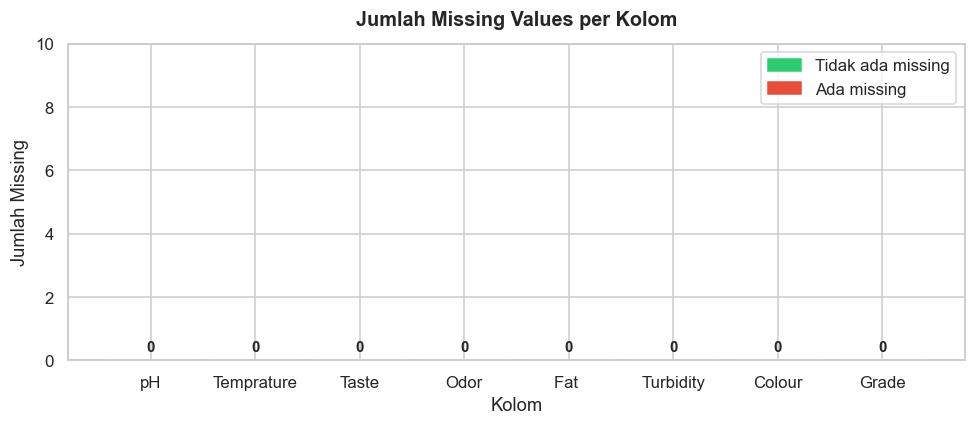 Jumlah Missing Values per Kolom
Tidak ada missing
Ada missing
Jumlah Missing
10
8
6
4
2
0
0 0 0 0 0 0 0 0
pH Temprature Taste Odor Fat Turbidity Colour Grade
Kolom